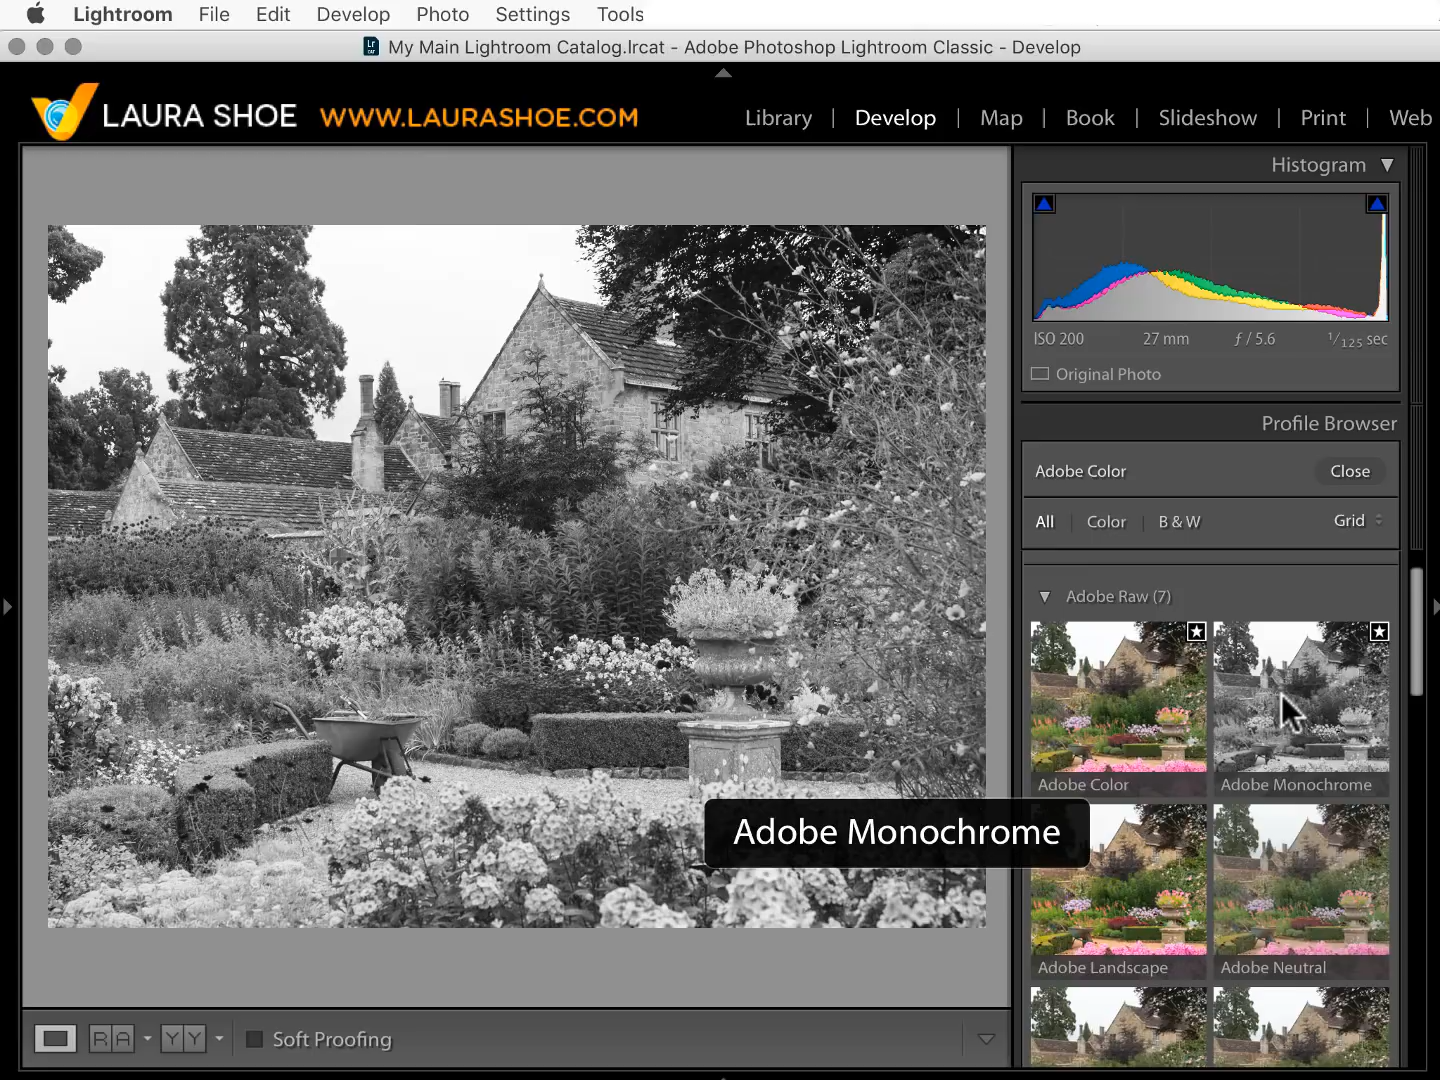 Lightroom File Edit Develop Photo Settings Tools
My Main Lightroom Catalog.lrcat - Adobe Photoshop Lightroom Classic - Develop
LAURA SHOE WWW.LAURASHOE.COM
Library | Develop | Map | Book | Slideshow | Print | Web
Histogram
ISO 200 27 mm ƒ / 5.6 1/125 sec
Original Photo
Profile Browser
Adobe Color Close
All Color B & W Grid
Adobe Raw (7)
Adobe Color Adobe Monochrome
Adobe Monochrome
Adobe Landscape Adobe Neutral
R A Y Y Soft Proofing